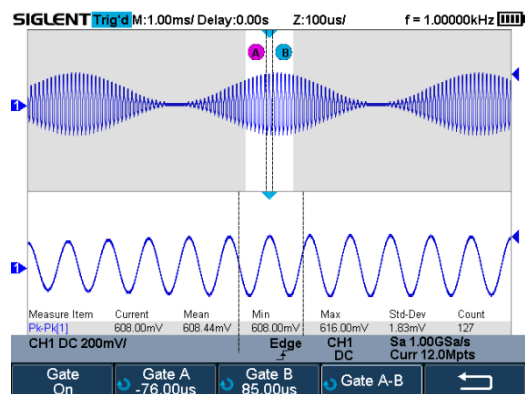 SIGLENT Trig'd M:1.00ms/ Delay:0.00s Z:100us/ f = 1.00000kHz
A B
1
1
Measure Item Current Mean Min Max Std-Dev Count
Pk-Pk[1] 608.00mV 608.44mV 608.00mV 616.00mV 1.83mV 127
CH1 DC 200mV/ Edge CH1 Sa 1.00GSa/s
DC Curr 12.0Mpts
Gate Gate A Gate B Gate A-B
On -76.00us 85.00us